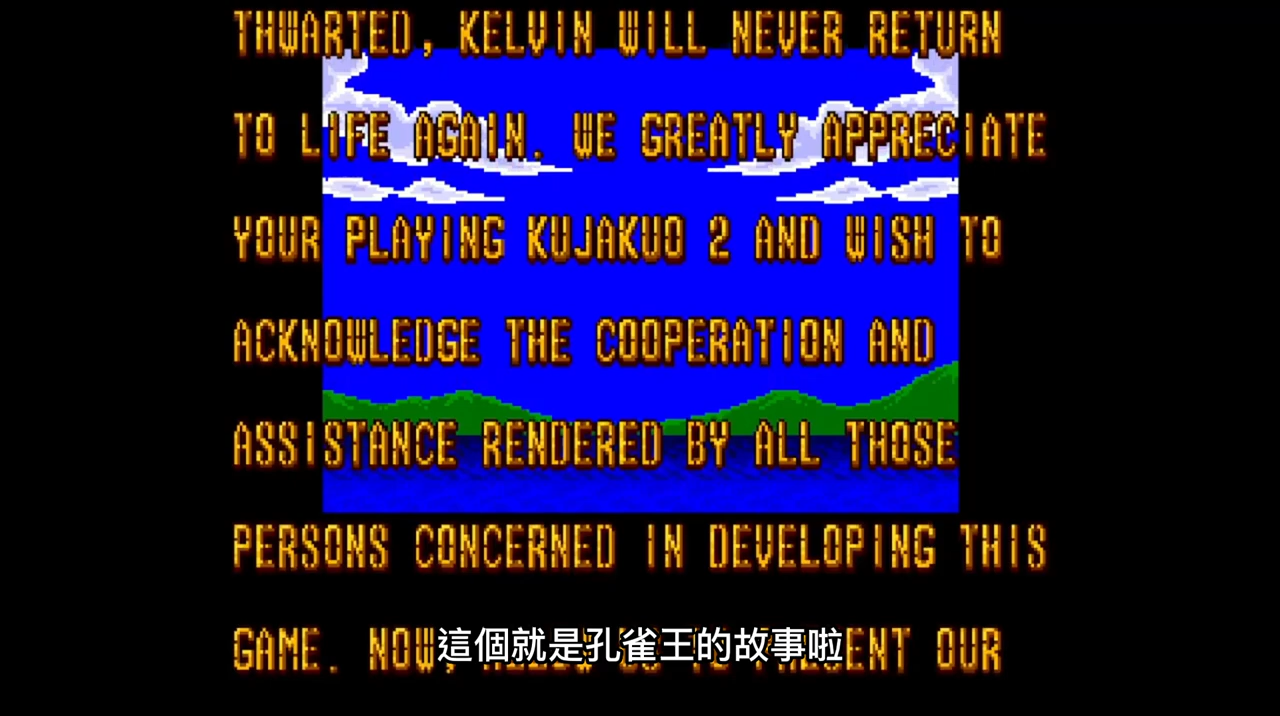 THWARTED, KELVIN WILL NEVER RETURN
TO LIFE AGAIN. WE GREATLY APPRECIATE
YOUR PLAYING KUJAKUO 2 AND WISH TO
ACKNOWLEDGE THE COOPERATION AND
ASSISTANCE RENDERED BY ALL THOSE
PERSONS CONCERNED IN DEVELOPING THIS
GAME. NOW, OUR
這個就是孔雀王的故事啦